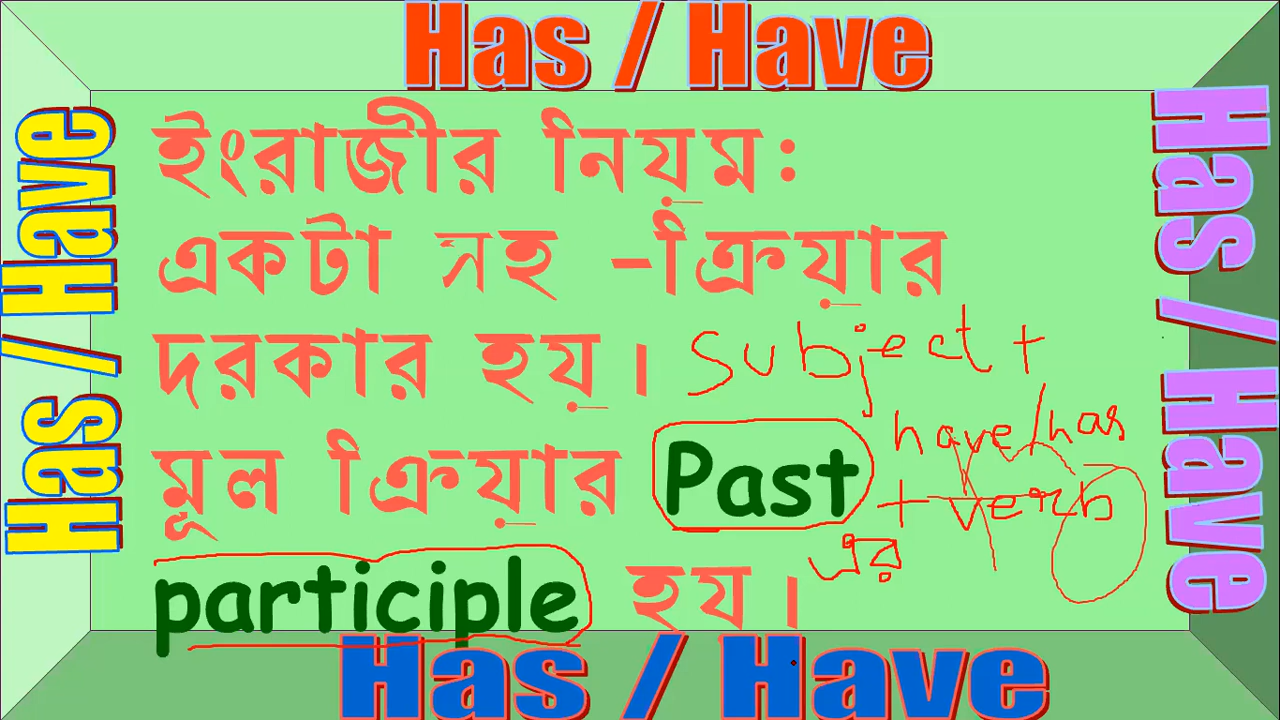 Has / Have
Has / Have
Has / Have
ইংরাজীর নিয়ম:
একটা সহ -ক্রিয়ার
দরকার হয়।
subject +
have/has
মূল ক্রিয়ার Past
+ verb
এর
participle হয়।
Has / Have